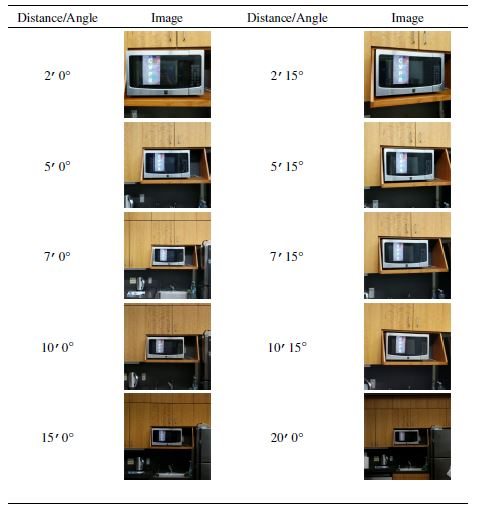 Distance/Angle Image Distance/Angle Image
2′ 0° 2′ 15°
5′ 0° 5′ 15°
7′ 0° 7′ 15°
10′ 0° 10′ 15°
15′ 0° 20′ 0°